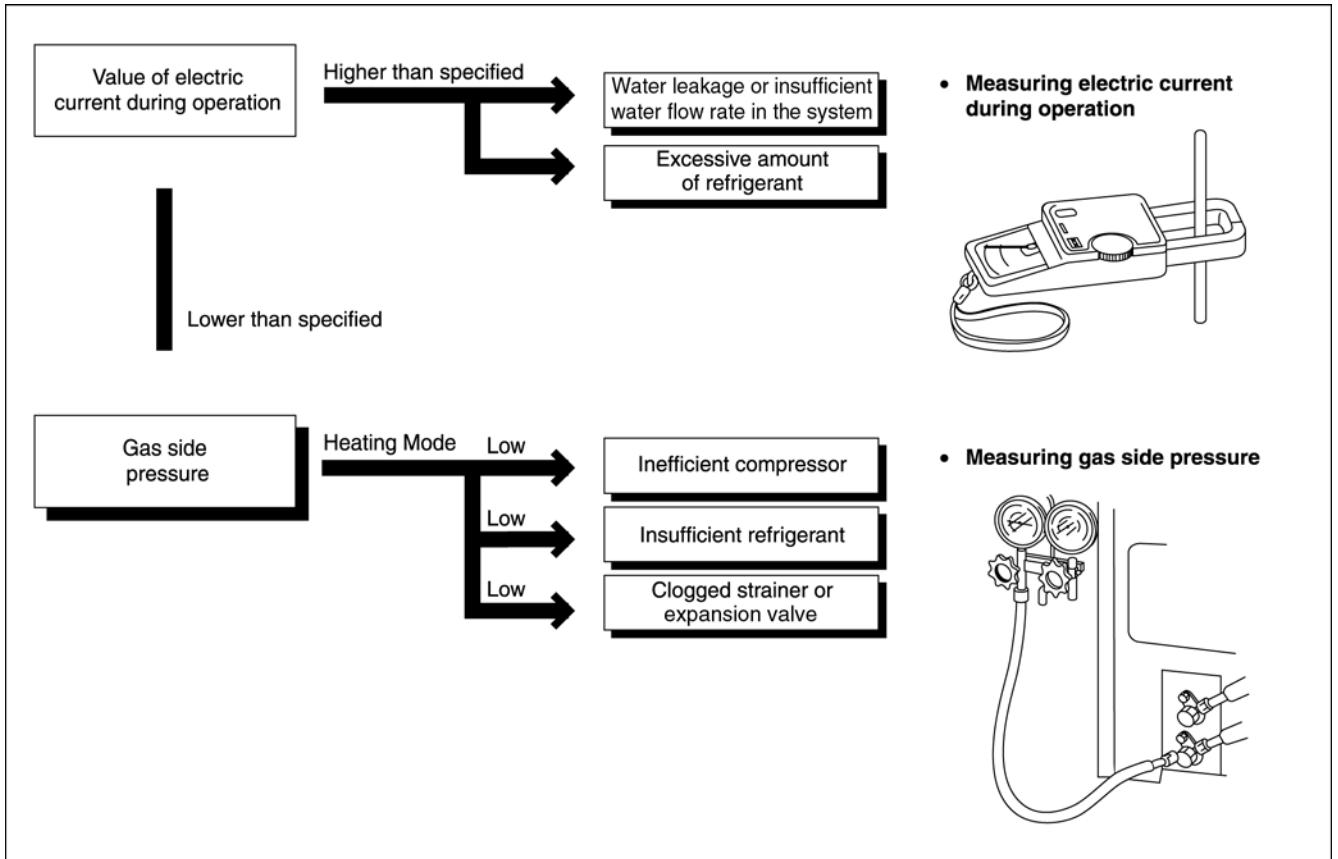 Value of electric
current during operation
Higher than specified
Water leakage or insufficient
water flow rate in the system
Excessive amount
of refrigerant
• Measuring electric current
during operation
Lower than specified
Gas side
pressure
Heating Mode
Low
Inefficient compressor
Low
Insufficient refrigerant
Low
Clogged strainer or
expansion valve
• Measuring gas side pressure